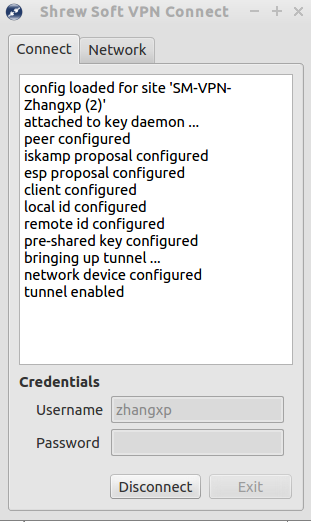 Shrew Soft VPN Connect
Connect
Network
config loaded for site 'SM-VPN-
Zhangxp (2)'
attached to key daemon ...
peer configured
iskamp proposal configured
esp proposal configured
client configured
local id configured
remote id configured
pre-shared key configured
bringing up tunnel ...
network device configured
tunnel enabled
Credentials
Username zhangxp
Password
Disconnect
Exit